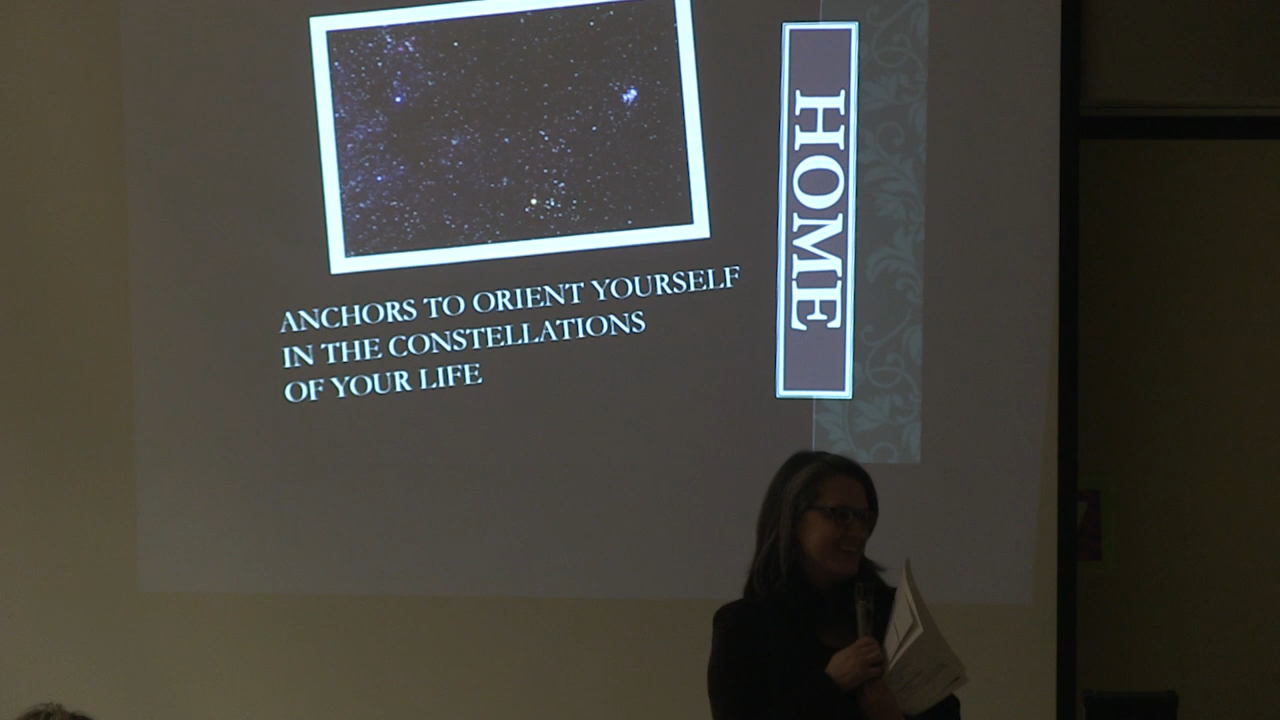 HOME
ANCHORS TO ORIENT YOURSELF
IN THE CONSTELLATIONS
OF YOUR LIFE